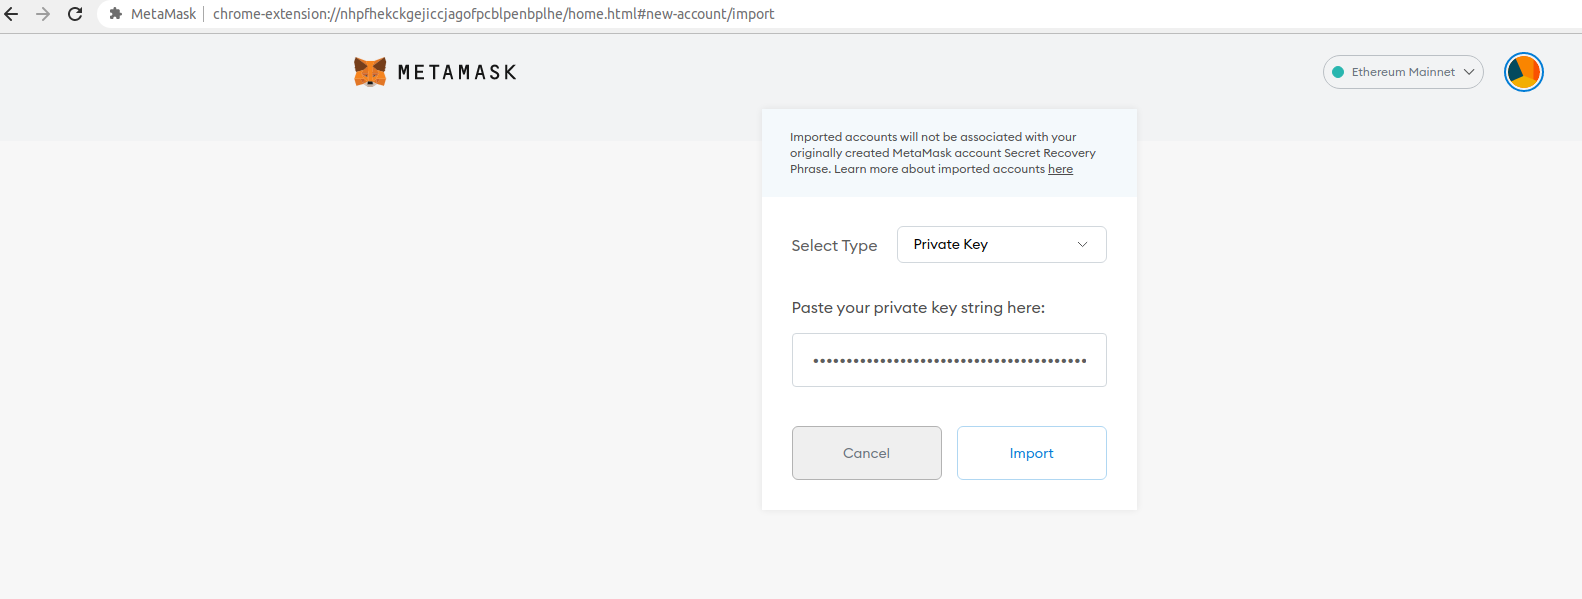 MetaMask chrome-extension://nhpfhekckgejiccjagofpcblpenbplhe/home.html#new-account/import
METAMASK
Ethereum Mainnet
Imported accounts will not be associated with your
originally created MetaMask account Secret Recovery
Phrase. Learn more about imported accounts here
Select Type
Private Key
Paste your private key string here:
Cancel
Import